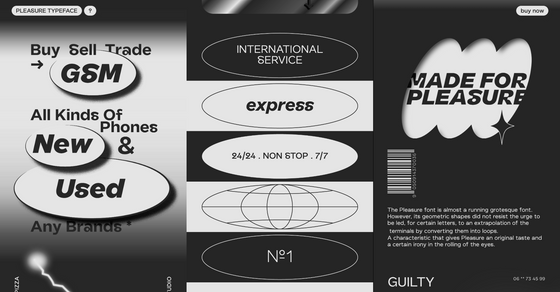 PLEASURE TYPEFACE
?
Buy Sell Trade
→ GSM
All Kinds Of
Phones
New &
Used
Any Brands *
INTERNATIONAL
SERVICE
express
24/24 . NON STOP . 7/7
Nº1
buy now
MADE FOR
PLEASURE
The Pleasure font is almost a running grotesque font.
However, its geometric shapes did not resist the urge to
be led, for certain letters, to an extrapolation of the
terminals by converting them into loops.
A characteristic that gives Pleasure an original taste and
a certain irony in the rolling of the eyes.
GUILTY